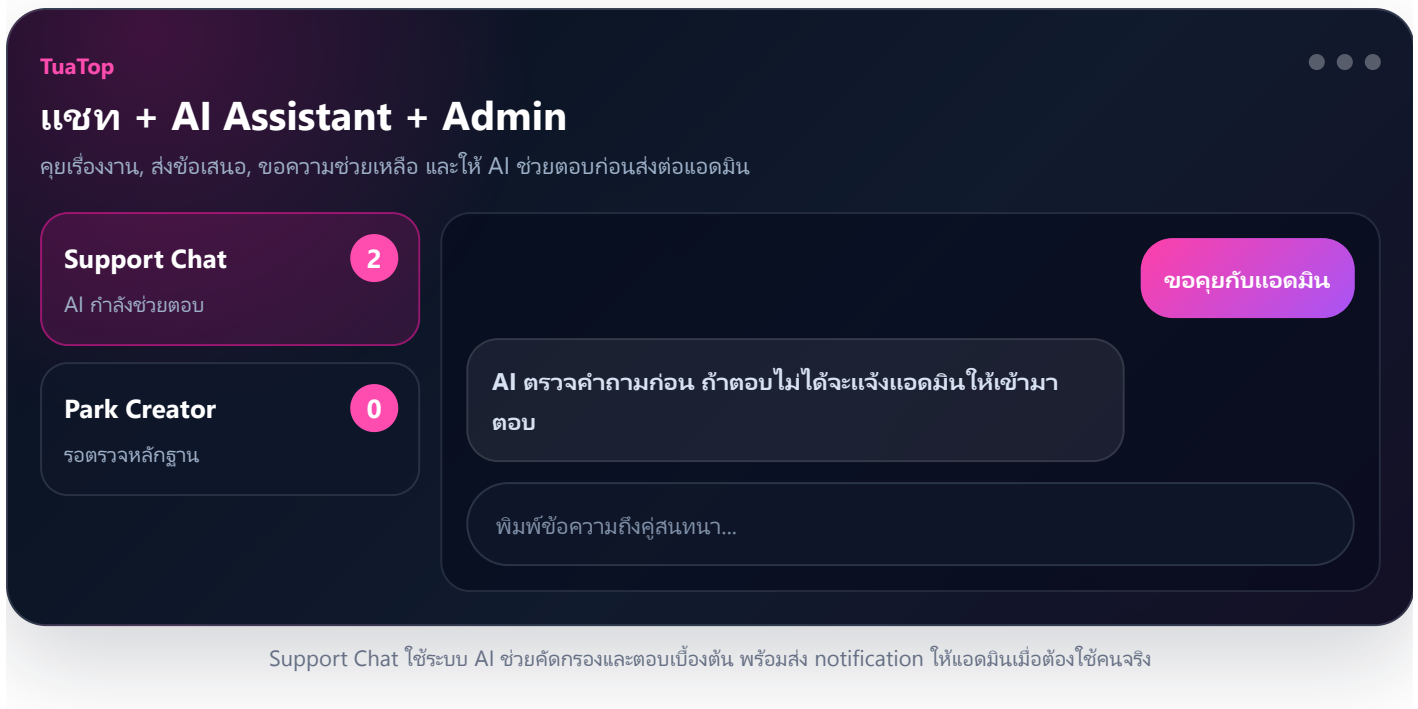 TuaTop
แชท + AI Assistant + Admin
คุยเรื่องงาน, ส่งข้อเสนอ, ขอความช่วยเหลือ และให้ AI ช่วยตอบก่อนส่งต่อแอดมิน
Support Chat
2
AI กำลังช่วยตอบ
Park Creator
0
รอตรวจหลักฐาน
ขอคุยกับแอดมิน
AI ตรวจคำถามก่อน ถ้าตอบไม่ได้จะแจ้งแอดมินให้เข้ามา
ตอบ
พิมพ์ข้อความถึงคู่สนทนา...
Support Chat ใช้ระบบ AI ช่วยคัดกรองและตอบเบื้องต้น พร้อมส่ง notification ให้แอดมินเมื่อต้องใช้คนจริง